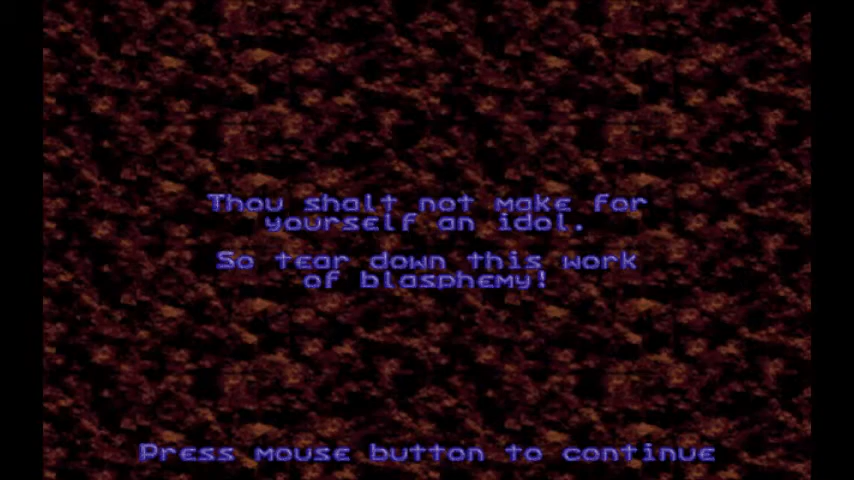 Thou shalt not make for
yourself an idol.
So tear down this work
of blasphemy!
Press mouse button to continue